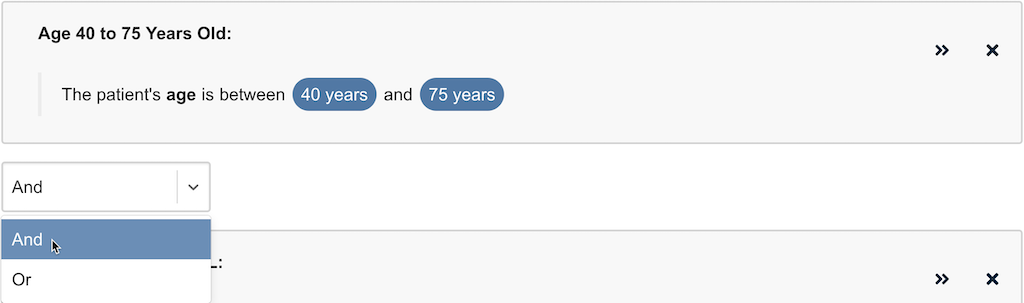 Age 40 to 75 Years Old:
The patient's age is between 40 years and 75 years
And
And
Or